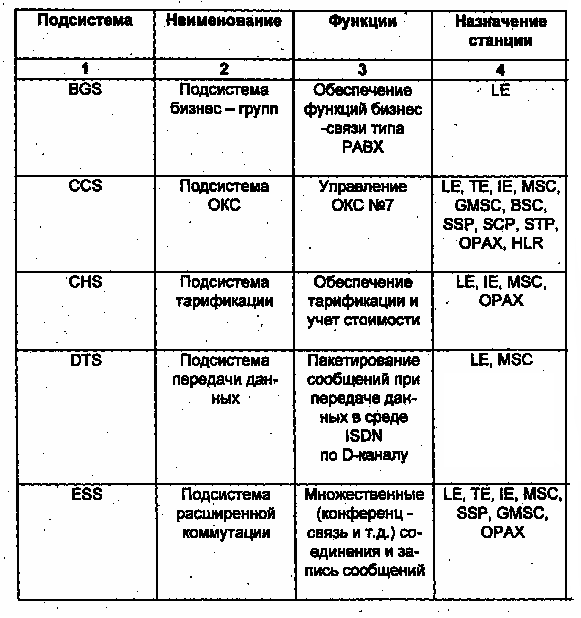 Подсистема Наименование Функции Назначение
станции
1 2 3 4
BGS Подсистема Обеспечение LE
бизнес – групп функций бизнес
-связи типа
PABX
CCS Подсистема Управление LE, TE, IE, MSC,
ОКС ОКС №7 GMSC, BSC,
SSP, SCP, STP,
OPAX, HLR
CHS Подсистема Обеспечение LE, IE, MSC,
тарификации тарификации и OPAX
учет стоимости
DTS Подсистема Пакетирование LE, MSC
передачи дан- сообщений при
ных передаче дан-
ных в среде
ISDN
по D-каналу
ESS Подсистема Множественные LE, TE, IE, MSC,
расширенной (конференц - SSP, GMSC,
коммутации связь и т.д.) со- OPAX
единения и за-
пись сообщений